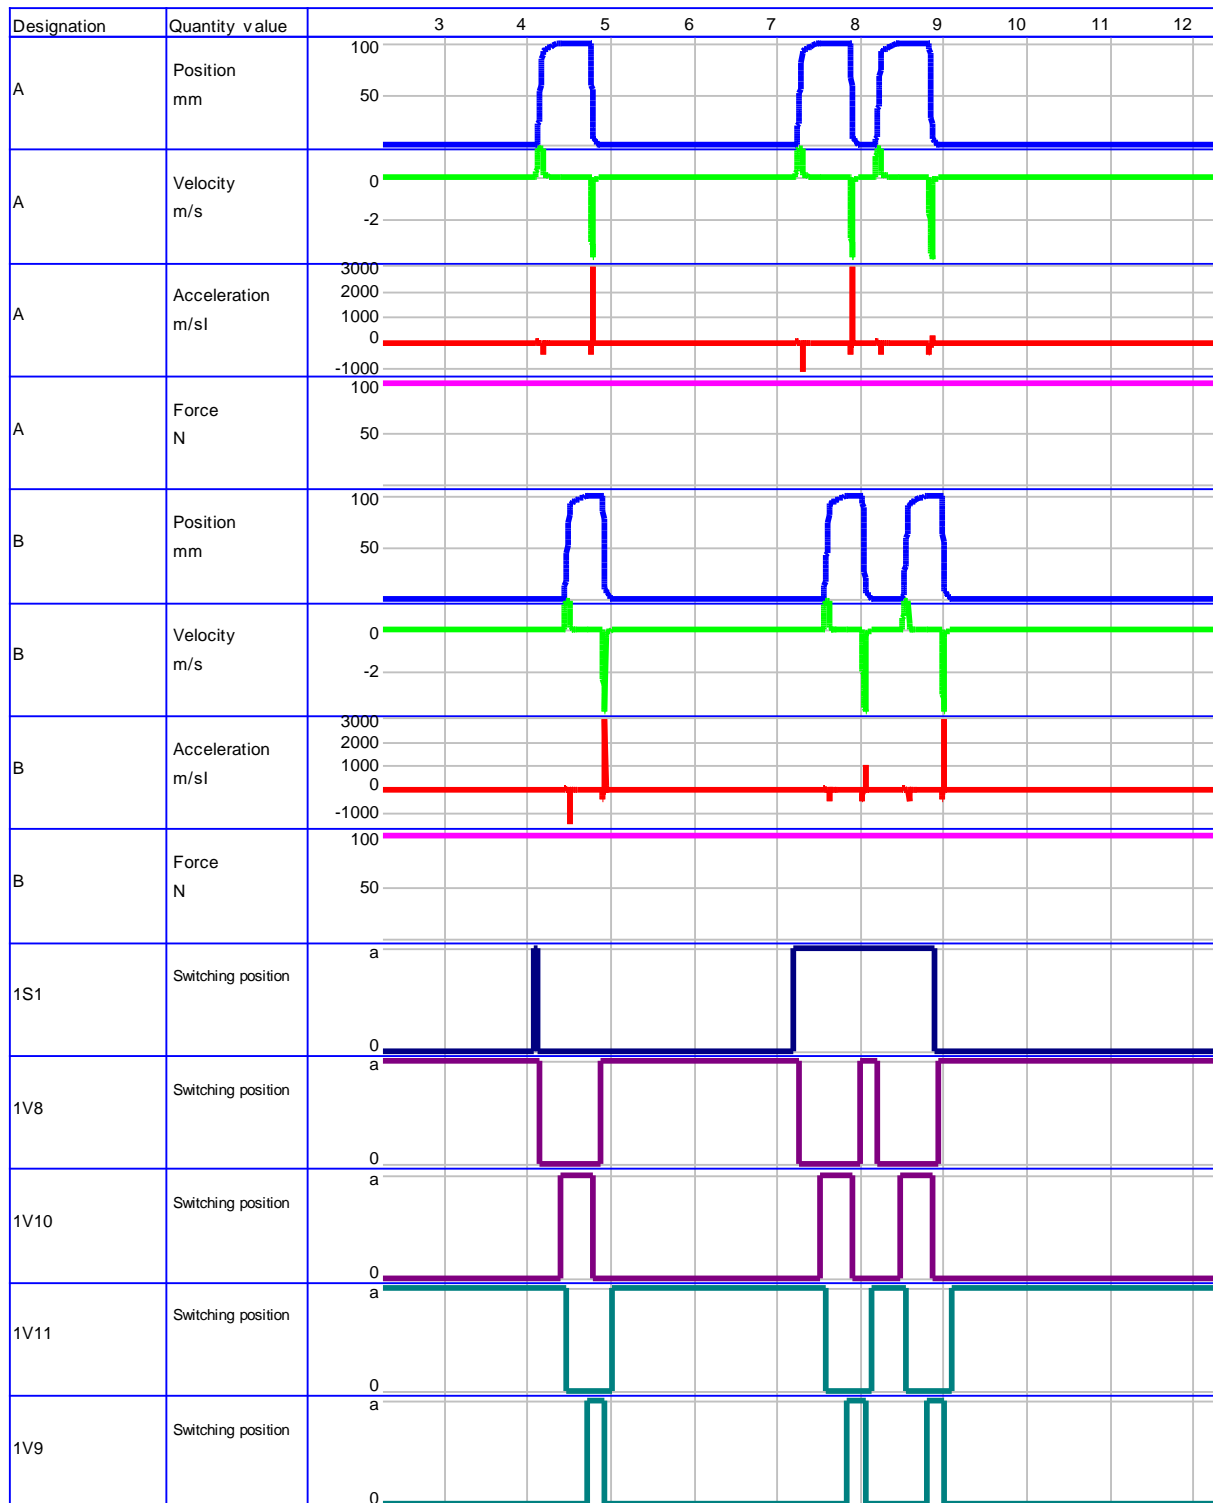 Designation Quantity value 3 4 5 6 7 8 9 10 11 12
A Position mm 100 50
A Velocity m/s 0 -2
A Acceleration m/sI 3000 2000 1000 0 -1000
A Force N 100 50
B Position mm 100 50
B Velocity m/s 0 -2
B Acceleration m/sI 3000 2000 1000 0 -1000
B Force N 100 50
1S1 Switching position a 0
1V8 Switching position a 0
1V10 Switching position a 0
1V11 Switching position a 0
1V9 Switching position a 0